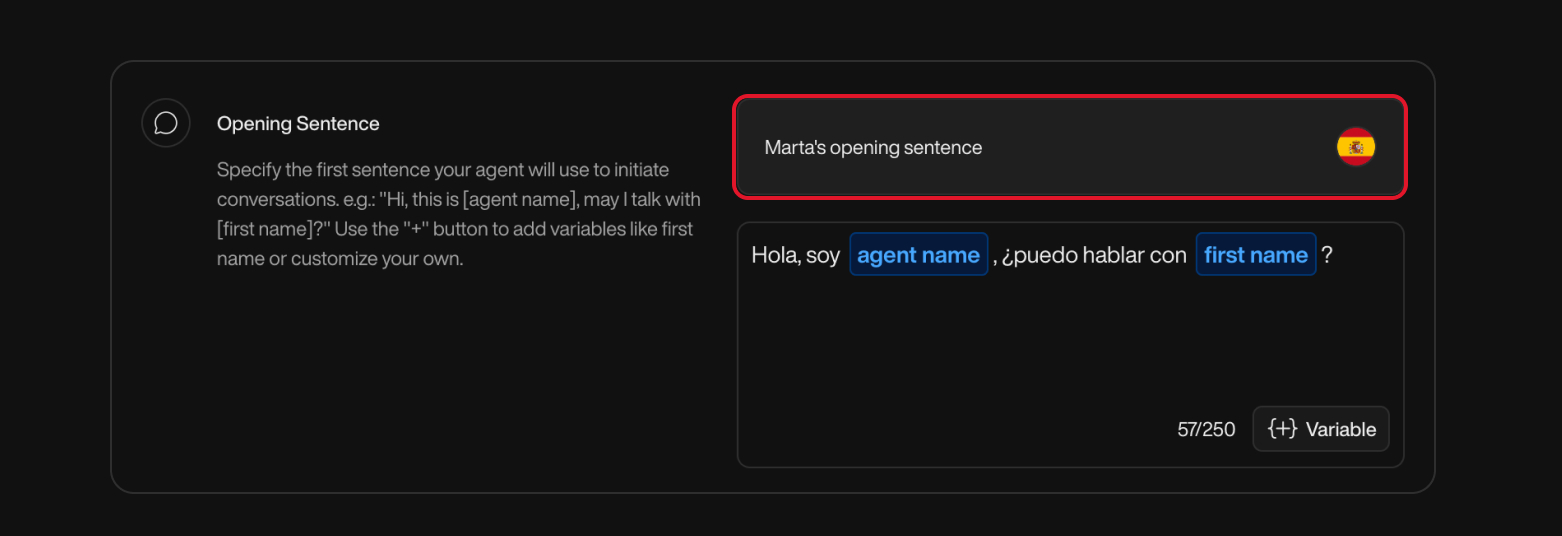 Opening Sentence
Specify the first sentence your agent will use to initiate
conversations. e.g.: "Hi, this is [agent name], may I talk with
[first name]?" Use the "+" button to add variables like first
name or customize your own.
Marta's opening sentence
Hola, soy agent name , ¿puedo hablar con first name ?
57/250 {+} Variable